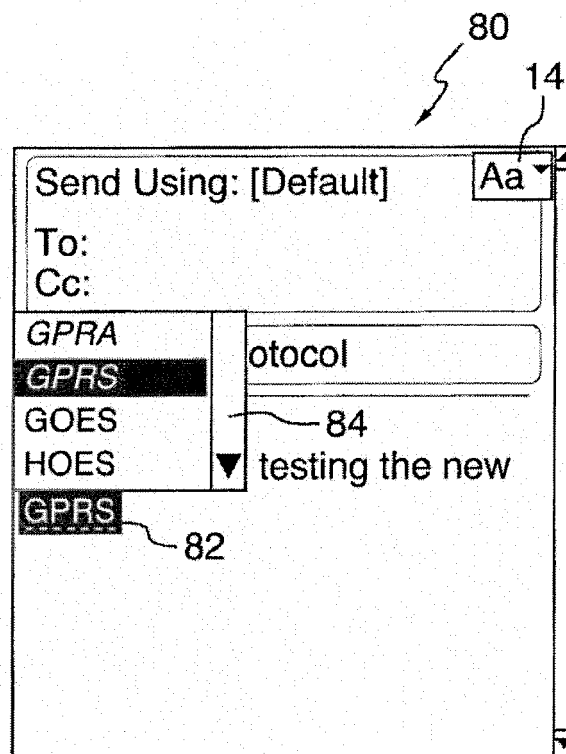 80
14
Send Using: [Default] Aa
To:
Cc:
GPRA
GPRS
otocol
GOES
84
HOES
testing the new
GPRS
82